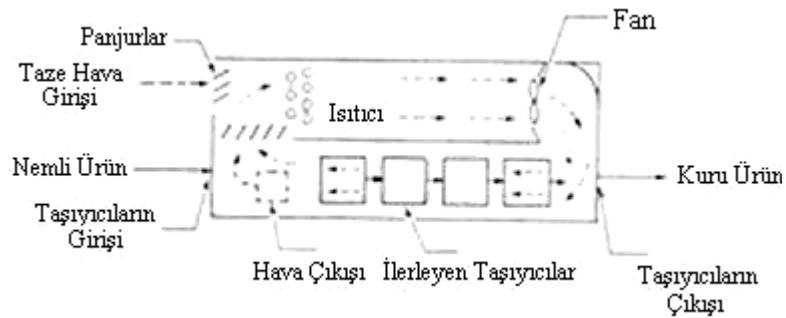 Panjurlar
Fan
Taze Hava
Girişi
Isıtıcı
Nemli Ürün
Kuru Ürün
Taşıyıcıların
Girişi
Hava Çıkışı
İlerleyen Taşıyıcılar
Taşıyıcıların
Çıkışı